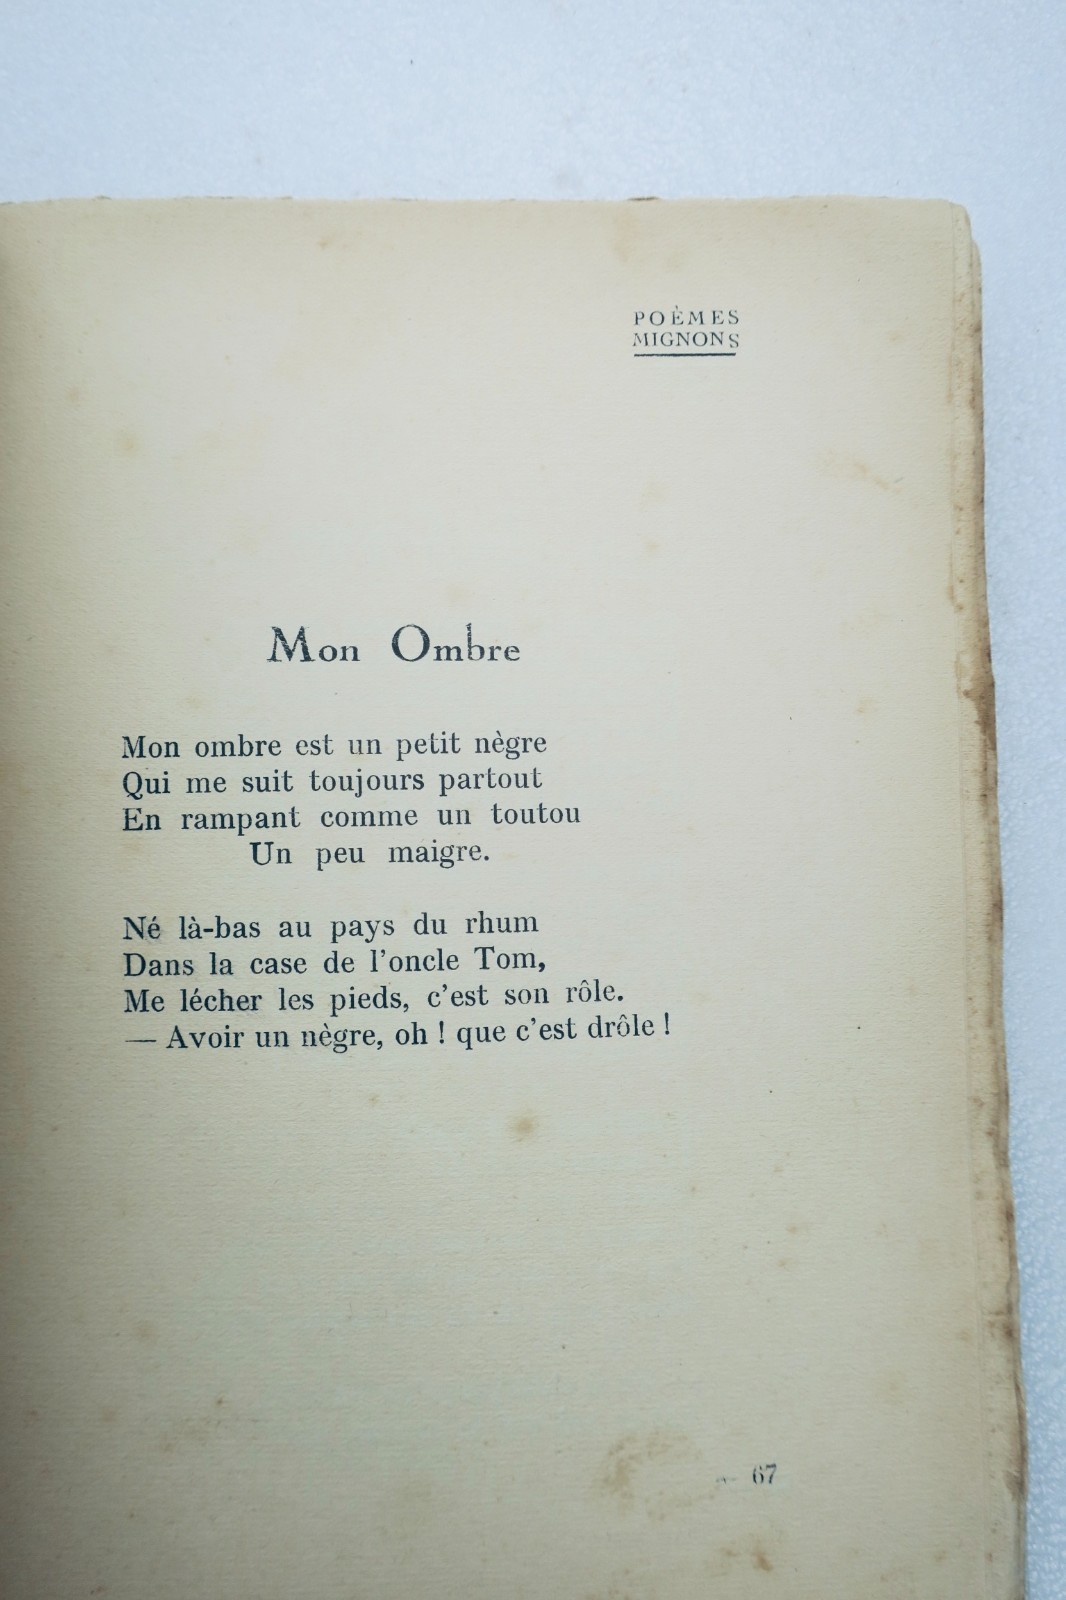 POÈMES
MIGNONS
Mon Ombre
Mon ombre est un petit nègre
Qui me suit toujours partout
En rampant comme un toutou
Un peu maigre.
Né là-bas au pays du rhum
Dans la case de l'oncle Tom,
Me lécher les pieds, c'est son rôle.
— Avoir un nègre, oh ! que c'est drôle !
— 67